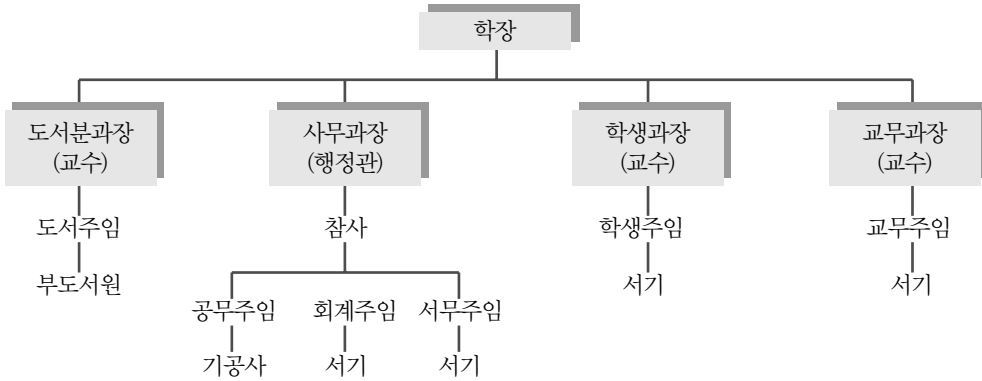 학장
도서분과장 사무과장 학생과장 교무과장
(교수) (행정관) (교수) (교수)
도서주임 참사 학생주임 교무주임
부도서원 서기 서기
공무주임 회계주임 서무주임
기공사 서기 서기